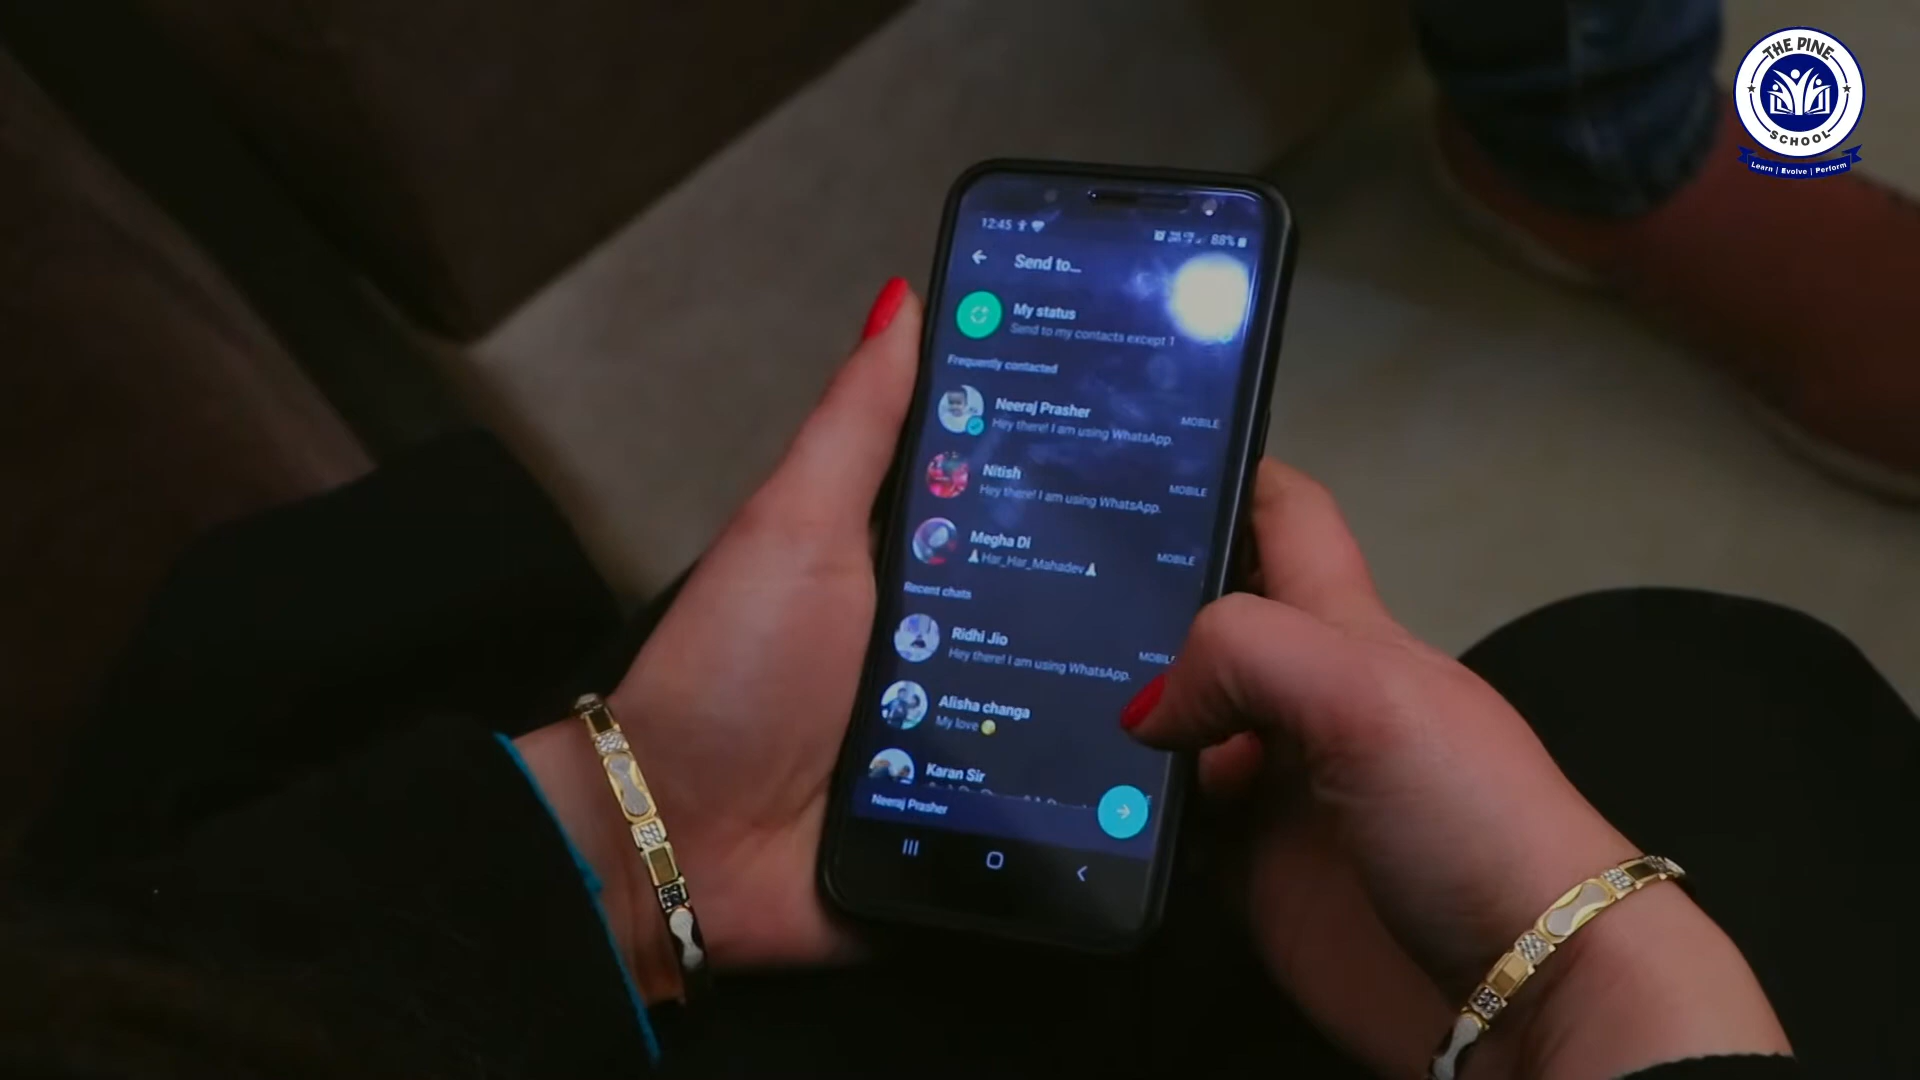 THE PINE
SCHOOL
Learn | Evolve | Perform
12:45
88%
Send to...
My status
Send to my contacts except 1
Frequently contacted
Neeraj Prasher
MOBILE
Hey there! I am using WhatsApp.
Nitish
MOBILE
Hey there! I am using WhatsApp.
Megha Di
MOBILE
🙏Har_Har_Mahadev🙏
Recent chats
Ridhi Jio
Hey there! I am using WhatsApp.
Alisha changa
My love
Karan Sir
Neeraj Prasher